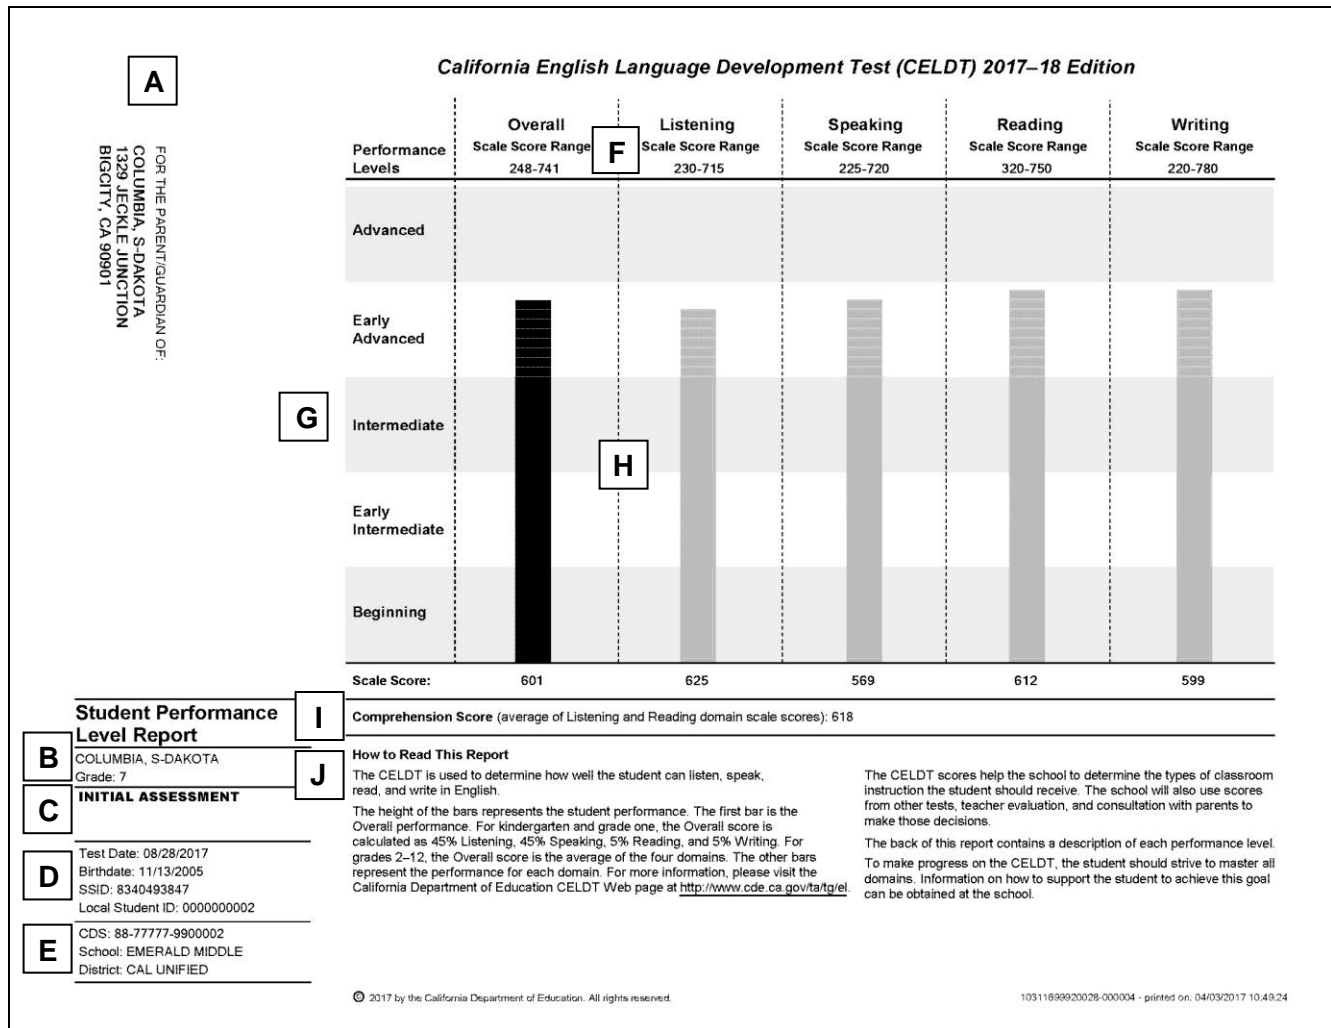 A
FOR THE PARENT/GUARDIAN OF:
COLUMBIA, S-DAKOTA
1329 JECKLE JUNCTION
BIGCITY, CA 90901
California English Language Development Test (CELDT) 2017–18 Edition
Performance
Levels
Overall
Scale Score Range
248-741
F
Listening
Scale Score Range
230-715
Speaking
Scale Score Range
225-720
Reading
Scale Score Range
320-750
Writing
Scale Score Range
220-780
Advanced
Early
Advanced
G
Intermediate
H
Early
Intermediate
Beginning
Scale Score: 601 625 569 612 599
Student Performance
Level Report
B
COLUMBIA, S-DAKOTA
Grade: 7
C
INITIAL ASSESSMENT
D
Test Date: 08/28/2017
Birthdate: 11/13/2005
SSID: 8340493847
Local Student ID: 0000000002
E
CDS: 88-77777-9900002
School: EMERALD MIDDLE
District: CAL UNIFIED
I
Comprehension Score (average of Listening and Reading domain scale scores): 618
J
How to Read This Report
The CELDT is used to determine how well the student can listen, speak,
read, and write in English.
The height of the bars represents the student performance. The first bar is the
Overall performance. For kindergarten and grade one, the Overall score is
calculated as 45% Listening, 45% Speaking, 5% Reading, and 5% Writing. For
grades 2–12, the Overall score is the average of the four domains. The other bars
represent the performance for each domain. For more information, please visit the
California Department of Education CELDT Web page at http://www.cde.ca.gov/ta/tg/el.
The CELDT scores help the school to determine the types of classroom
instruction the student should receive. The school will also use scores
from other tests, teacher evaluation, and consultation with parents to
make those decisions.
The back of this report contains a description of each performance level.
To make progress on the CELDT, the student should strive to master all
domains. Information on how to support the student to achieve this goal
can be obtained at the school.
© 2017 by the California Department of Education. All rights reserved.
10311699920028-000004 - printed on: 04/03/2017 10:49:24